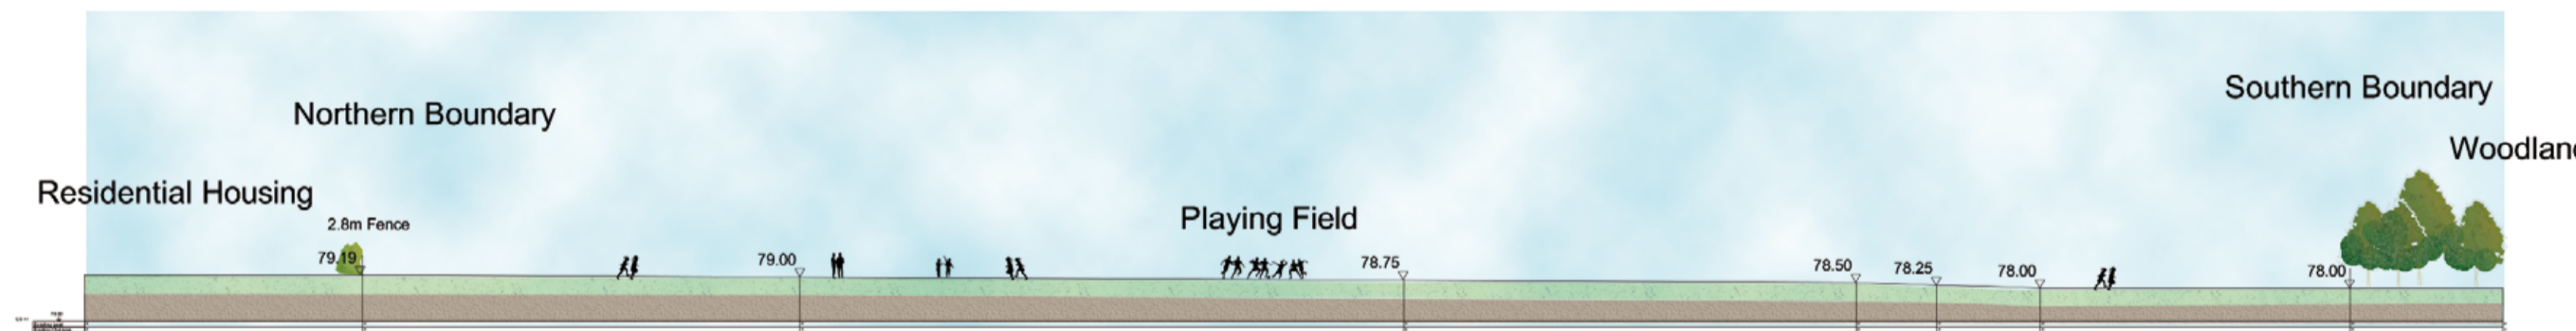 Southern Boundary
Northern Boundary
Residential Housing
2.8m Fence
Playing Field
79.19
79.00
78.75
78.50
78.25
78.00
78.00